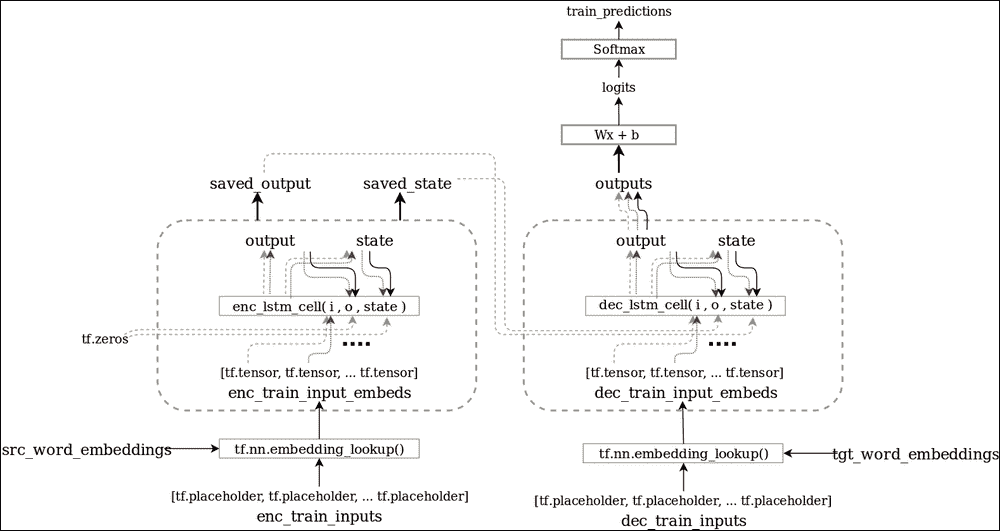 train_predictions
Softmax
logits
Wx + b
saved_output
saved_state
outputs
output
state
output
state
enc_lstm_cell( i , o , state )
dec_lstm_cell( i , o , state )
tf.zeros
....
....
[tf.tensor, tf.tensor, ... tf.tensor]
[tf.tensor, tf.tensor, ... tf.tensor]
enc_train_input_embeds
dec_train_input_embeds
src_word_embeddings
tf.nn.embedding_lookup()
tf.nn.embedding_lookup()
tgt_word_embeddings
[tf.placeholder, tf.placeholder, ... tf.placeholder]
[tf.placeholder, tf.placeholder, ... tf.placeholder]
enc_train_inputs
dec_train_inputs